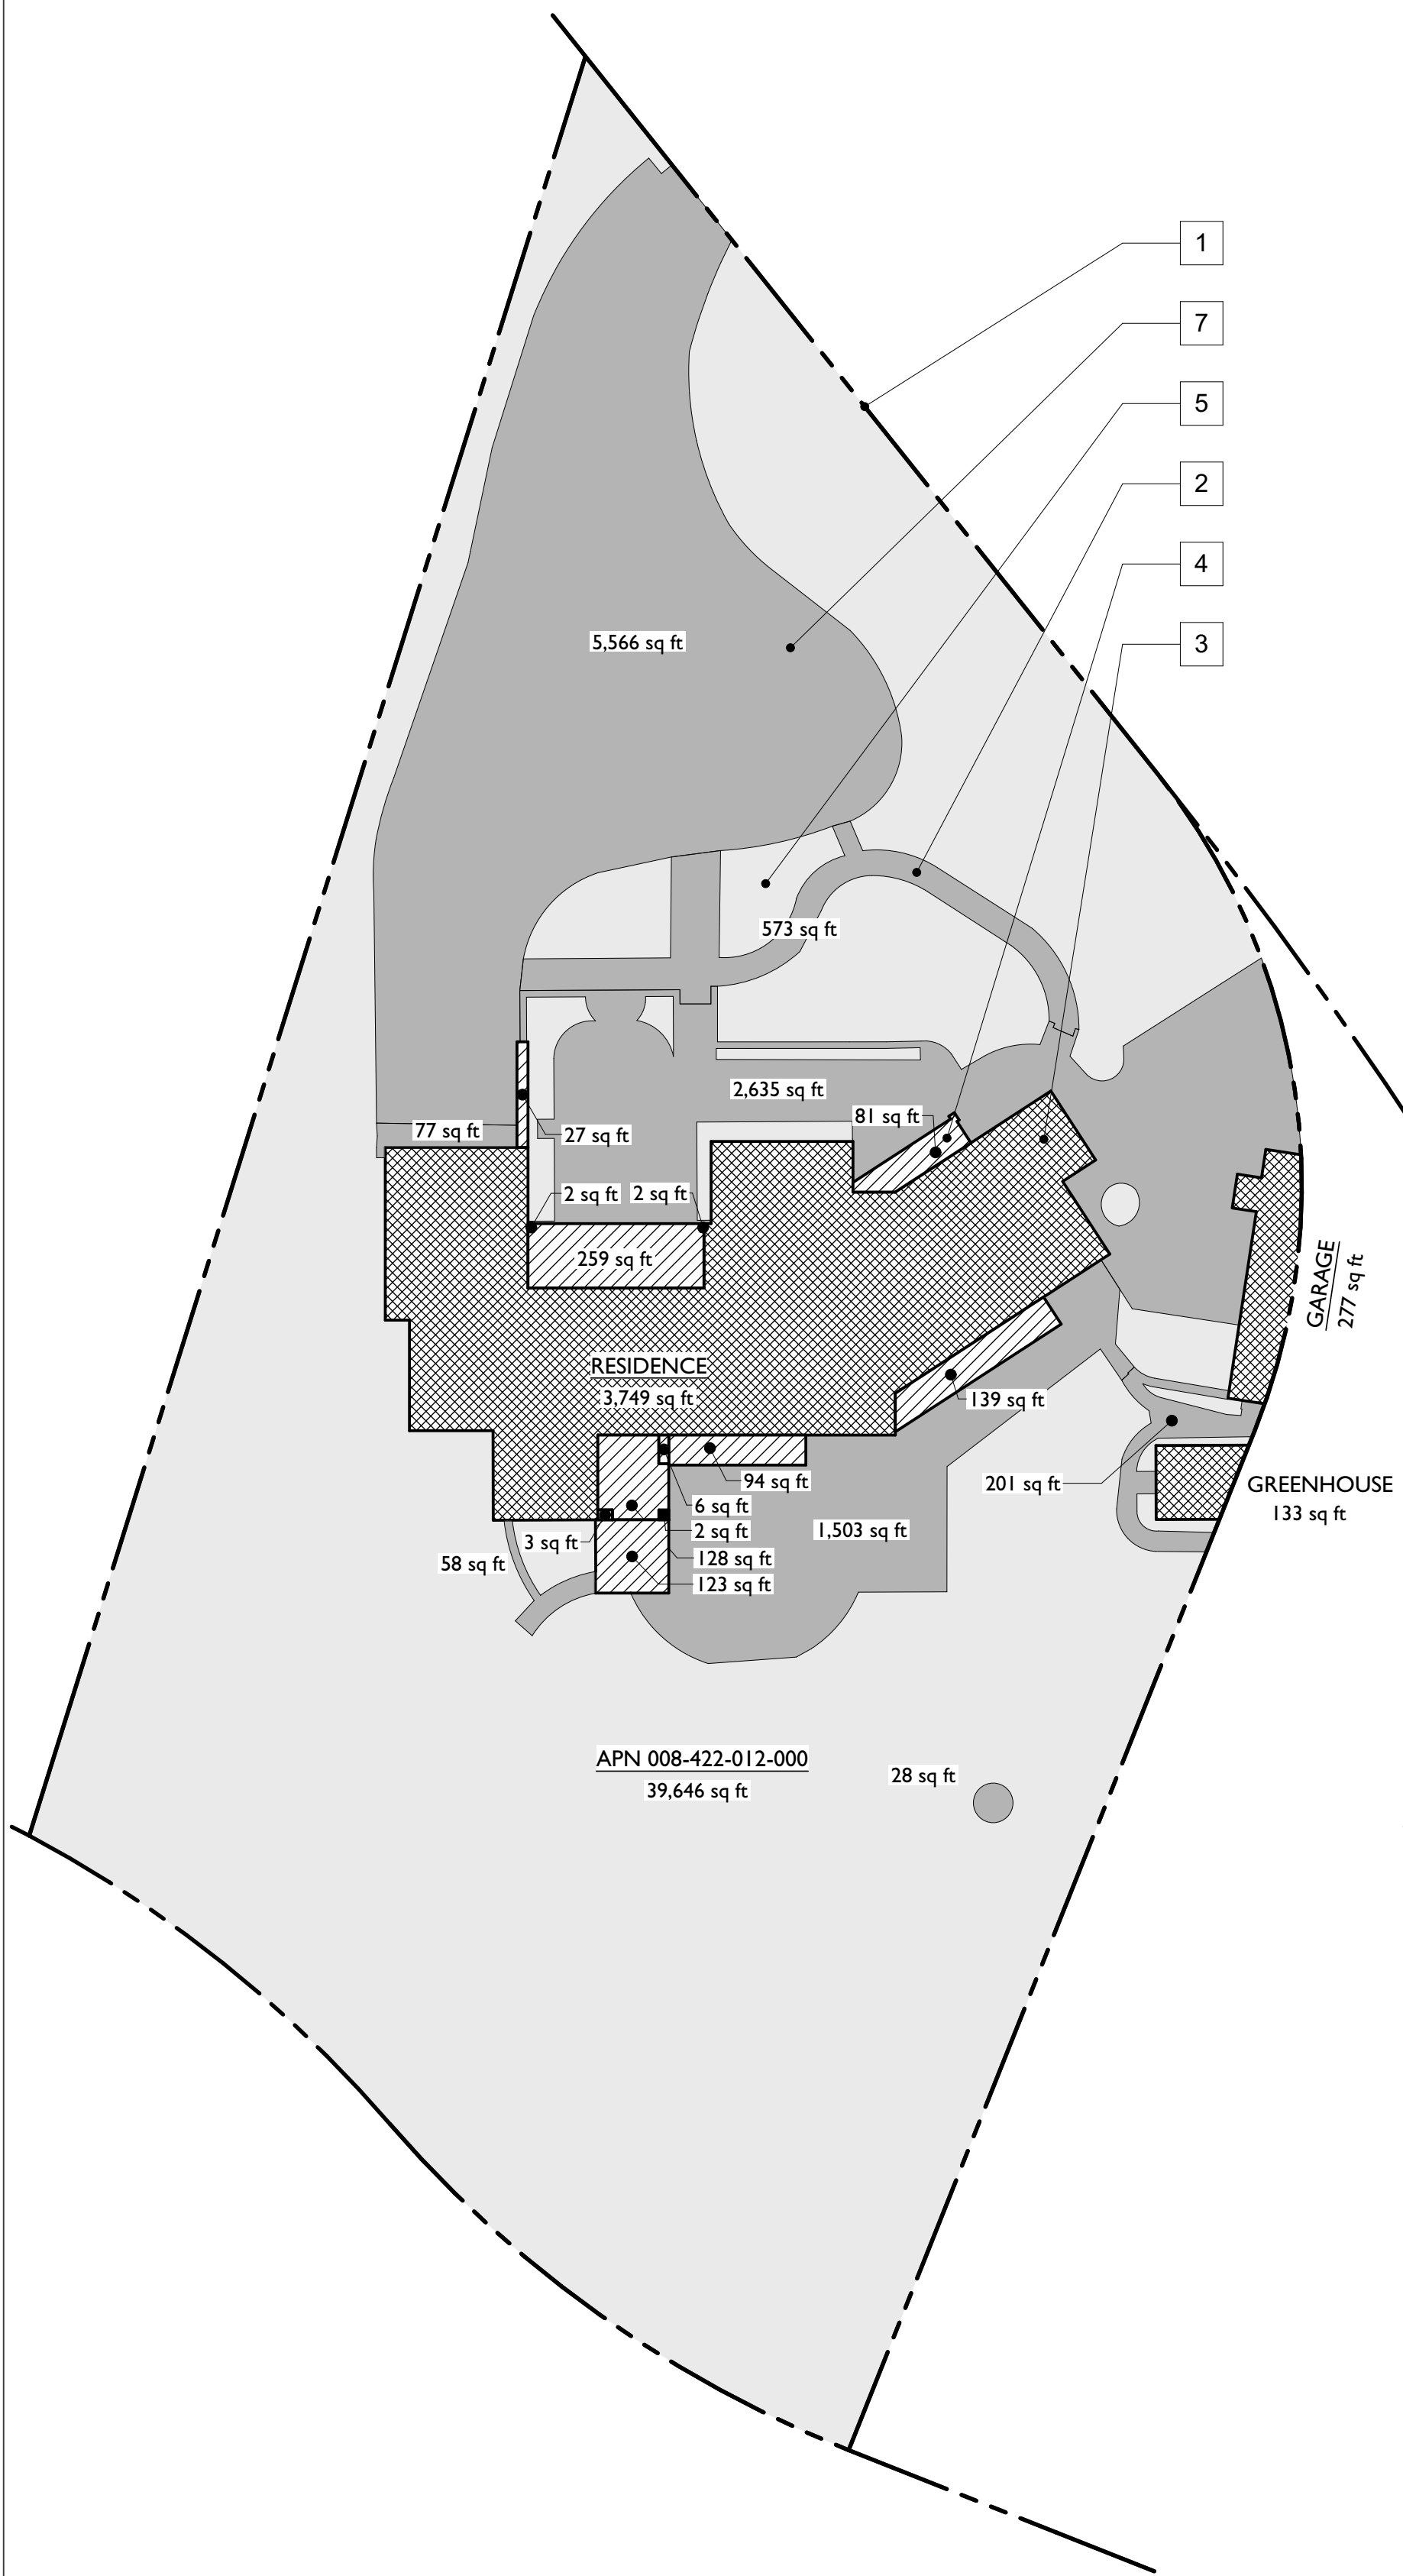 1
7
5
2
4
3
5,566 sq ft
573 sq ft
2,635 sq ft
81 sq ft
77 sq ft
27 sq ft
2 sq ft
2 sq ft
259 sq ft
GARAGE
277 sq ft
RESIDENCE
3,749 sq ft
139 sq ft
94 sq ft
201 sq ft
GREENHOUSE
133 sq ft
6 sq ft
2 sq ft
1,503 sq ft
3 sq ft
128 sq ft
58 sq ft
123 sq ft
APN 008-422-012-000
39,646 sq ft
28 sq ft